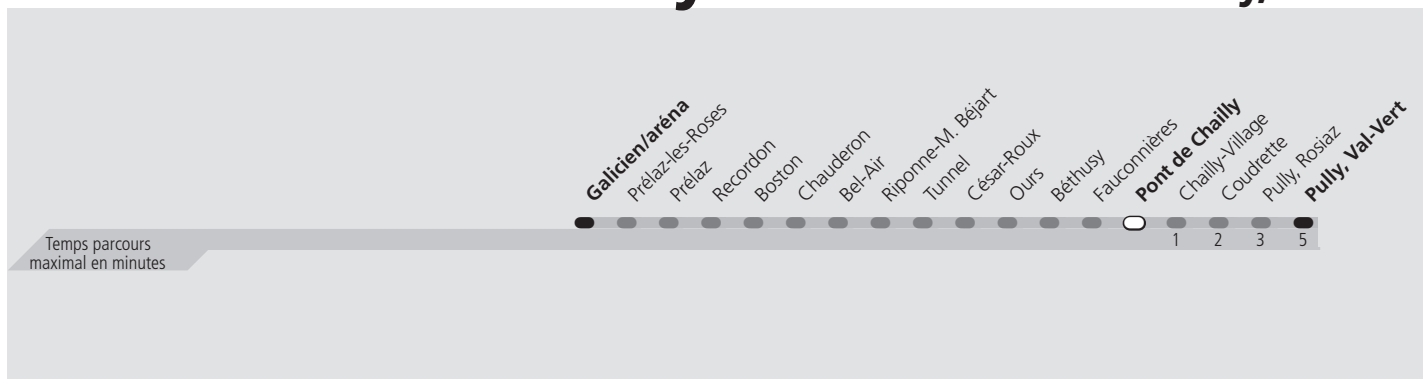 Galicien/aréna
Prélaz-les-Roses
Prélaz
Recordon
Boston
Chauderon
Bel-Air
Riponne-M. Béjart
Tunnel
César-Roux
Ours
Béthusy
Fauconnières
Pont de Chailly
Chailly-Village
Coudrette
Pully, Rosiaz
Pully, Val-Vert
Temps parcours
maximal en minutes
1 2 3 5